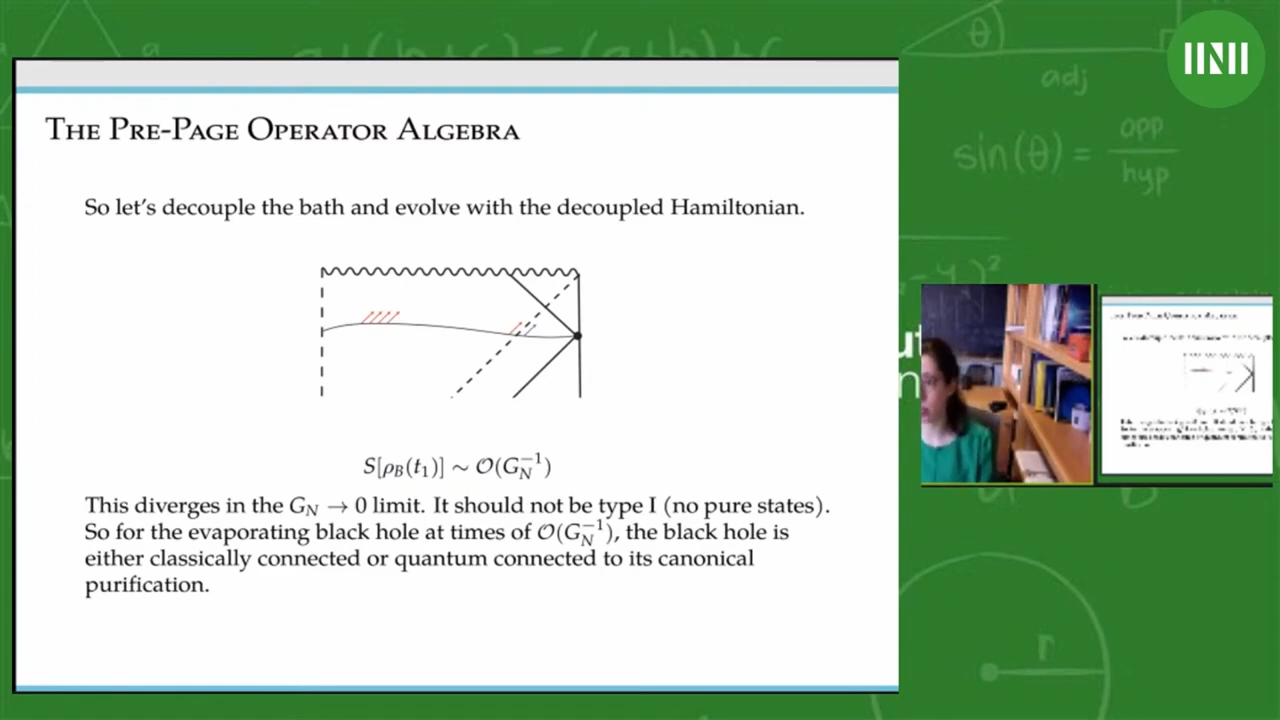 THE PRE-PAGE OPERATOR ALGEBRA
So let's decouple the bath and evolve with the decoupled Hamiltonian.
S[ρ_B(t₁)] ∼ 𝒪(G_N⁻¹)
This diverges in the G_N → 0 limit. It should not be type I (no pure states).
So for the evaporating black hole at times of 𝒪(G_N⁻¹), the black hole is
either classically connected or quantum connected to its canonical
purification.
θ
adj
sin(θ) = opp/hyp
r